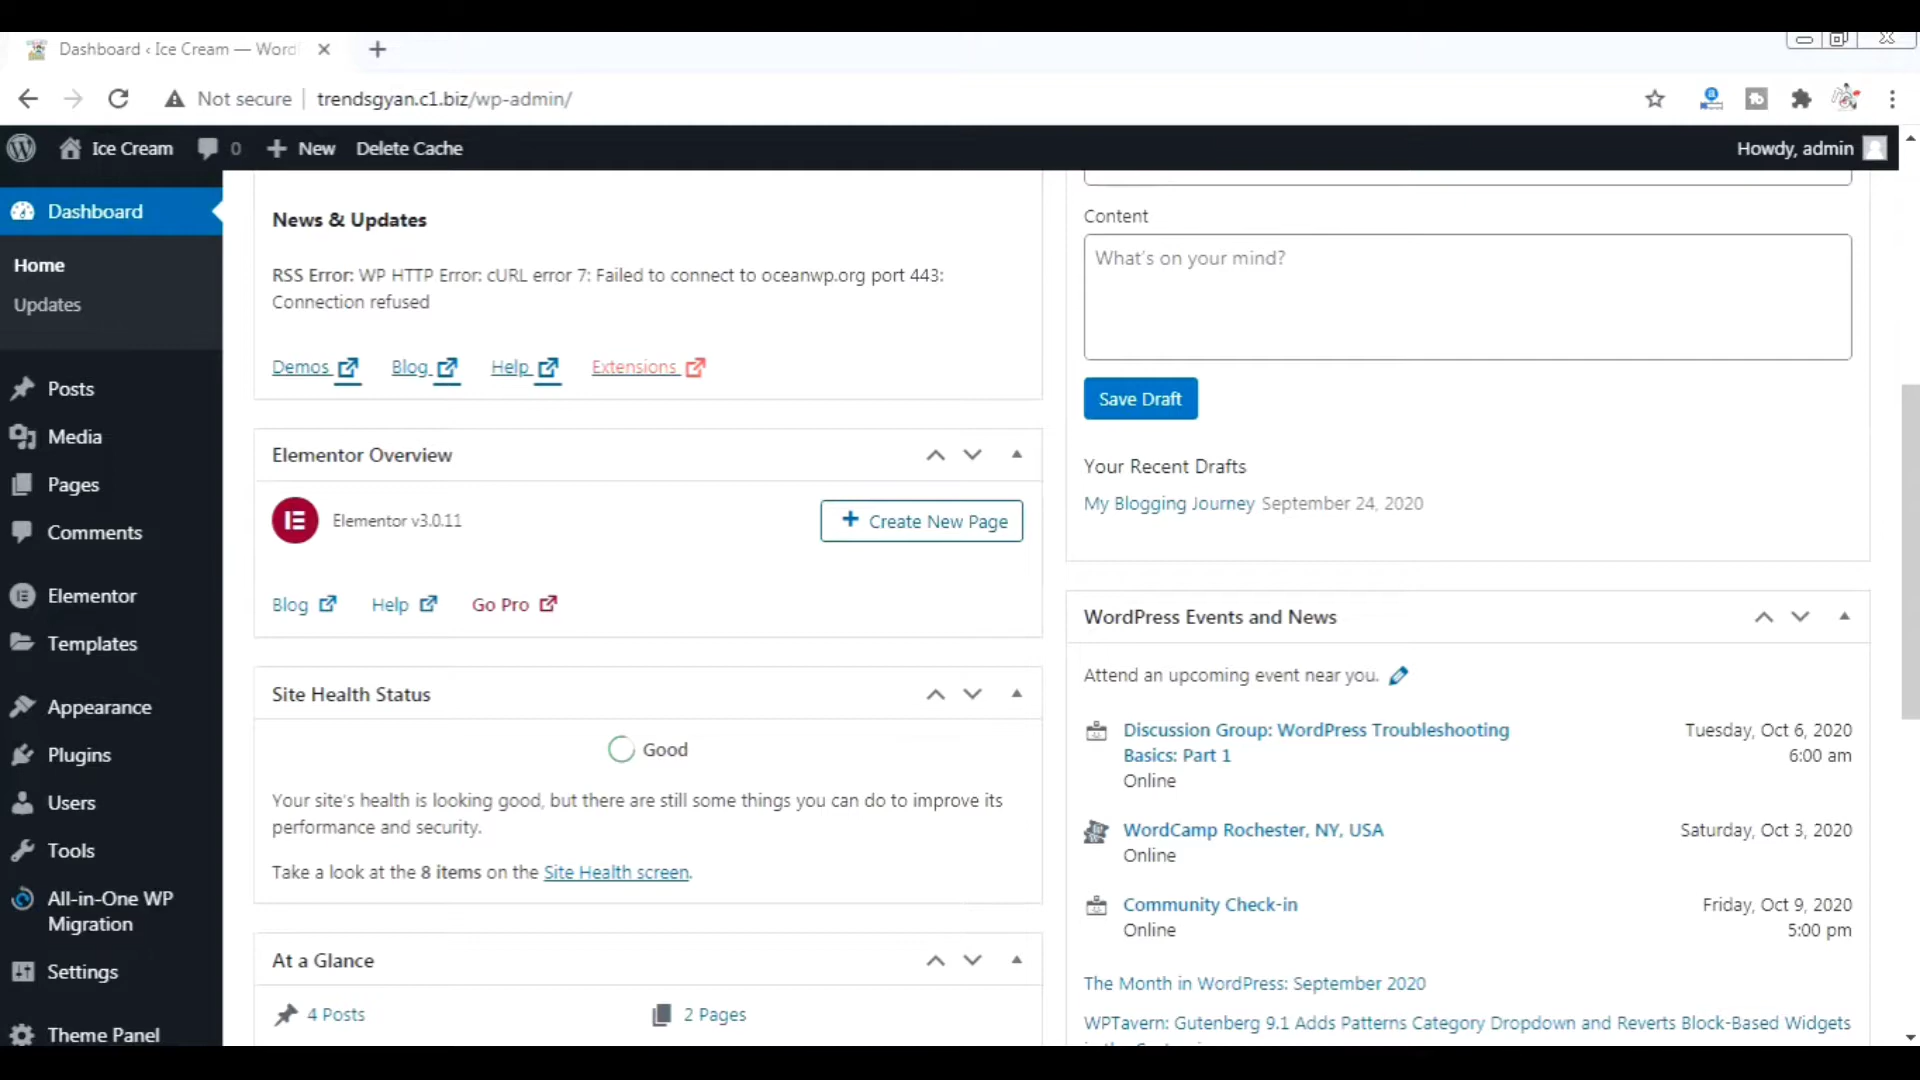 Dashboard ‹ Ice Cream — Word
Not secure
trendsgyan.c1.biz/wp-admin/
Ice Cream
0
New
Delete Cache
Howdy, admin
Dashboard
Home
Updates
Posts
Media
Pages
Comments
Elementor
Templates
Appearance
Plugins
Users
Tools
All-in-One WP
Migration
Settings
Theme Panel
News & Updates
RSS Error: WP HTTP Error: cURL error 7: Failed to connect to oceanwp.org port 443:
Connection refused
Demos Blog Help Extensions
Elementor Overview
Elementor v3.0.11
Create New Page
Blog Help Go Pro
Site Health Status
Good
Your site's health is looking good, but there are still some things you can do to improve its
performance and security.
Take a look at the 8 items on the Site Health screen.
At a Glance
4 Posts
2 Pages
Content
What's on your mind?
Save Draft
Your Recent Drafts
My Blogging Journey September 24, 2020
WordPress Events and News
Attend an upcoming event near you.
Discussion Group: WordPress Troubleshooting
Basics: Part 1
Online
Tuesday, Oct 6, 2020
6:00 am
WordCamp Rochester, NY, USA
Online
Saturday, Oct 3, 2020
Community Check-in
Online
Friday, Oct 9, 2020
5:00 pm
The Month in WordPress: September 2020
WPTavern: Gutenberg 9.1 Adds Patterns Category Dropdown and Reverts Block-Based Widgets